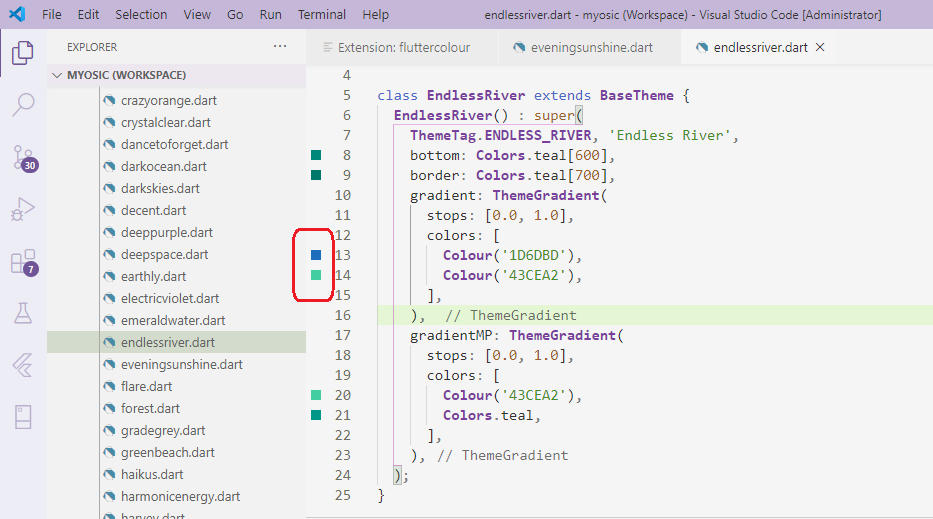 File Edit Selection View Go Run Terminal Help endlessriver.dart - myosic (Workspace) - Visual Studio Code [Administrator]
EXPLORER ··· Extension: fluttercolour eveningsunshine.dart endlessriver.dart
MYOSIC (WORKSPACE)
crazyorange.dart
crystalclear.dart
dancetoforget.dart
darkocean.dart
darkskies.dart
decent.dart
deeppurple.dart
deepspace.dart
earthly.dart
electricviolet.dart
emeraldwater.dart
endlessriver.dart
eveningsunshine.dart
flare.dart
forest.dart
gradegrey.dart
greenbeach.dart
haikus.dart
harmonicenergy.dart
harvey.dart
30
7
4
5 class EndlessRiver extends BaseTheme {
6 EndlessRiver() : super(
7 ThemeTag.ENDLESS_RIVER, 'Endless River',
8 bottom: Colors.teal[600],
9 border: Colors.teal[700],
10 gradient: ThemeGradient(
11 stops: [0.0, 1.0],
12 colors: [
13 Colour('1D6DBD'),
14 Colour('43CEA2'),
15 ],
16 ), // ThemeGradient
17 gradientMP: ThemeGradient(
18 stops: [0.0, 1.0],
19 colors: [
20 Colour('43CEA2'),
21 Colors.teal,
22 ],
23 ), // ThemeGradient
24 );
25 }